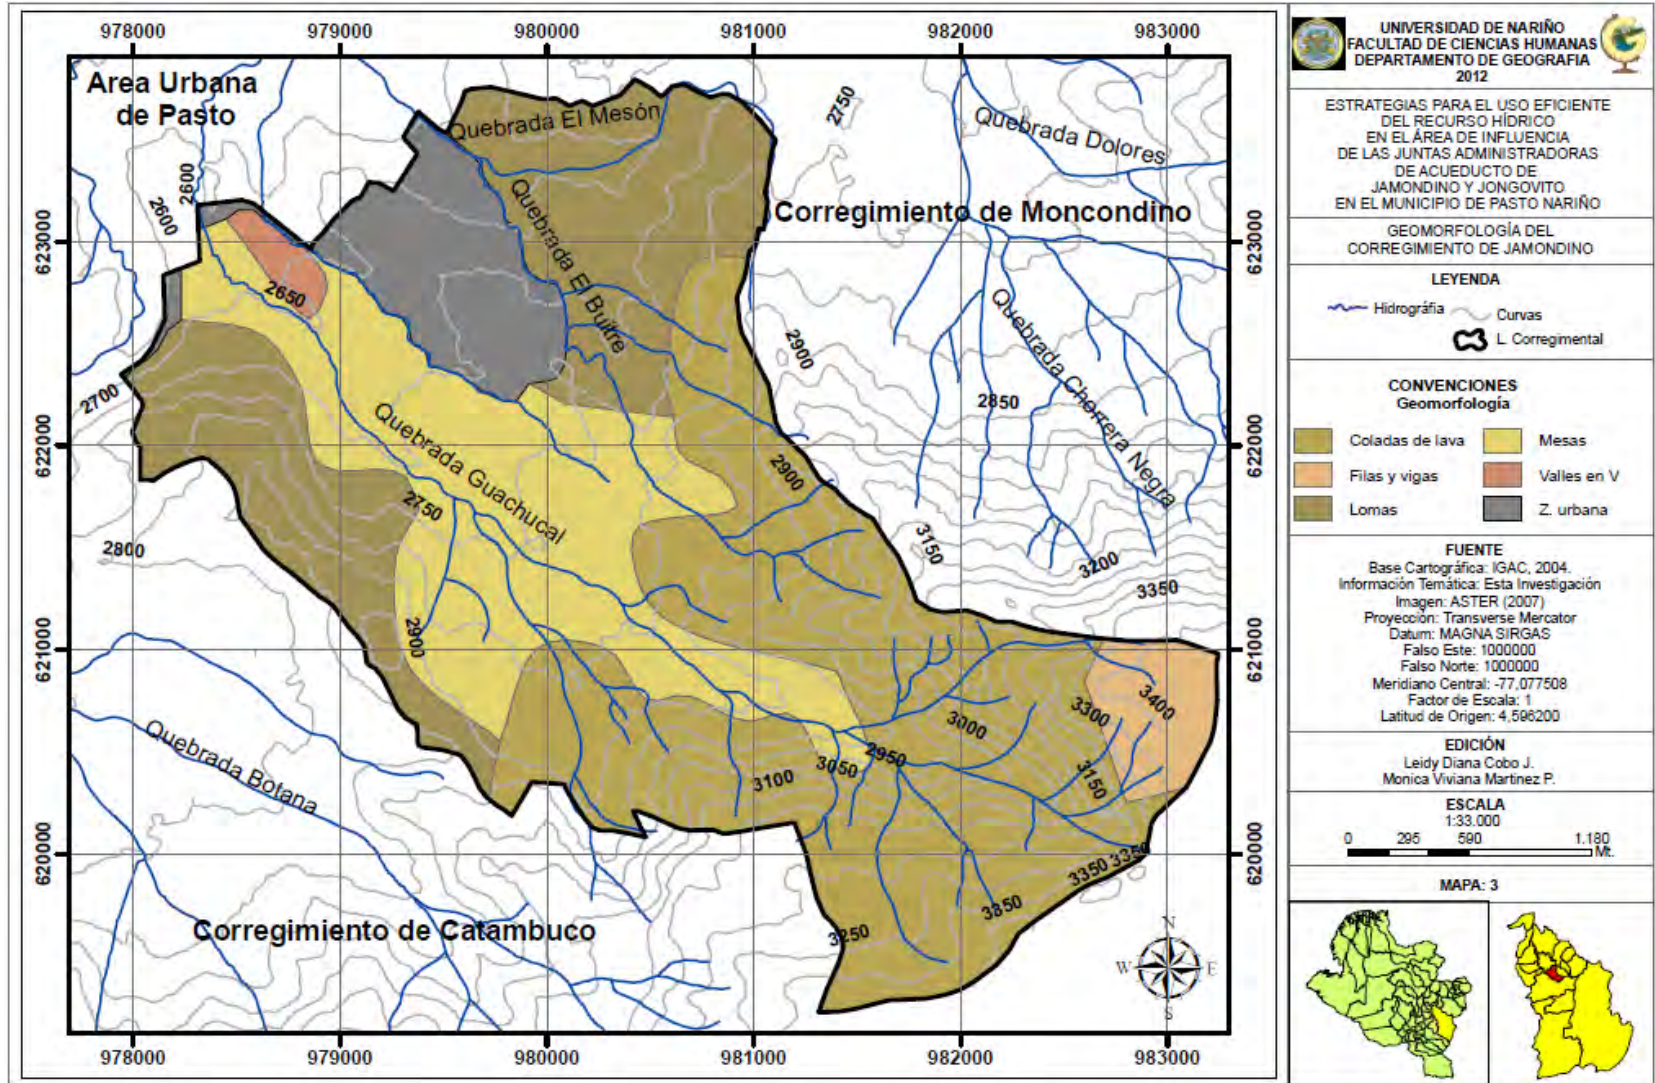 978000 979000 980000 981000 982000 983000
Area Urbana
de Pasto
Quebrada El Mesón
2750
Quebrada Dolores
2600
2600
Quebrada El Buitre
Corregimiento de Moncondino
623000
623000
2650
Quebrada Chorrera Negra
2900
2700
2850
Quebrada Guachucal
622000
622000
2900
2750
2800
3150
3200
3350
2900
621000
621000
3400
3300
3000
Quebrada Botana
2950
3050
3100
3150
620000
620000
3350
3350
3350
3250
Corregimiento de Catambuco
N
W E
S
978000 979000 980000 981000 982000 983000
UNIVERSIDAD DE NARIÑO
FACULTAD DE CIENCIAS HUMANAS
DEPARTAMENTO DE GEOGRAFIA
2012
ESTRATEGIAS PARA EL USO EFICIENTE
DEL RECURSO HÍDRICO
EN EL ÁREA DE INFLUENCIA
DE LAS JUNTAS ADMINISTRADORAS
DE ACUEDUCTO DE
JAMONDINO Y JONGOVITO
EN EL MUNICIPIO DE PASTO NARIÑO
GEOMORFOLOGÍA DEL
CORREGIMIENTO DE JAMONDINO
LEYENDA
Hidrográfia Curvas
L. Corregimental
CONVENCIONES
Geomorfología
Coladas de lava Mesas
Filas y vigas Valles en V
Lomas Z. urbana
FUENTE
Base Cartográfica: IGAC, 2004.
Información Temática: Esta Investigación
Imagen: ASTER (2007)
Proyección: Transverse Mercator
Datum: MAGNA SIRGAS
Falso Este: 1000000
Falso Norte: 1000000
Meridiano Central: -77,077508
Factor de Escala: 1
Latitud de Origen: 4,596200
EDICIÓN
Leidy Diana Cobo J.
Monica Viviana Martinez P.
ESCALA
1:33.000
0 295 590 1.180
Mt.
MAPA: 3